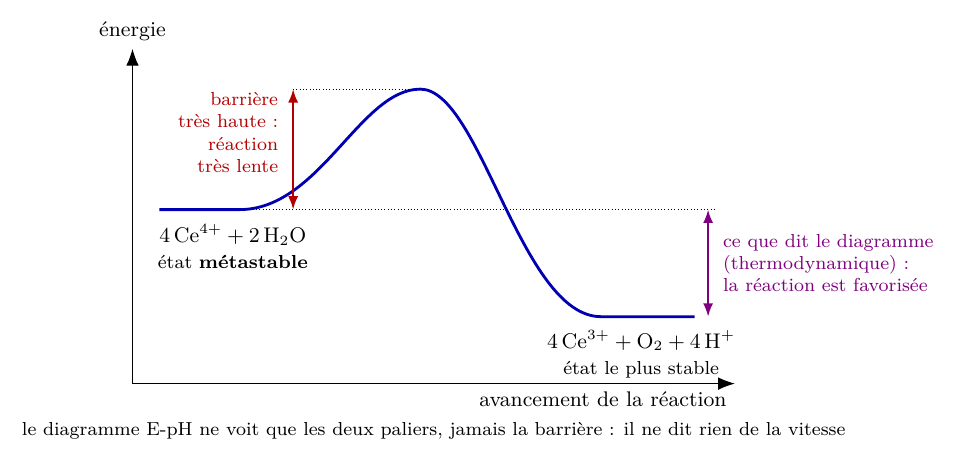 énergie
barrière
très haute :
réaction
très lente
4 Ce⁴⁺ + 2 H₂O
état métastable
ce que dit le diagramme
(thermodynamique) :
la réaction est favorisée
4 Ce³⁺ + O₂ + 4 H⁺
état le plus stable
avancement de la réaction
le diagramme E-pH ne voit que les deux paliers, jamais la barrière : il ne dit rien de la vitesse